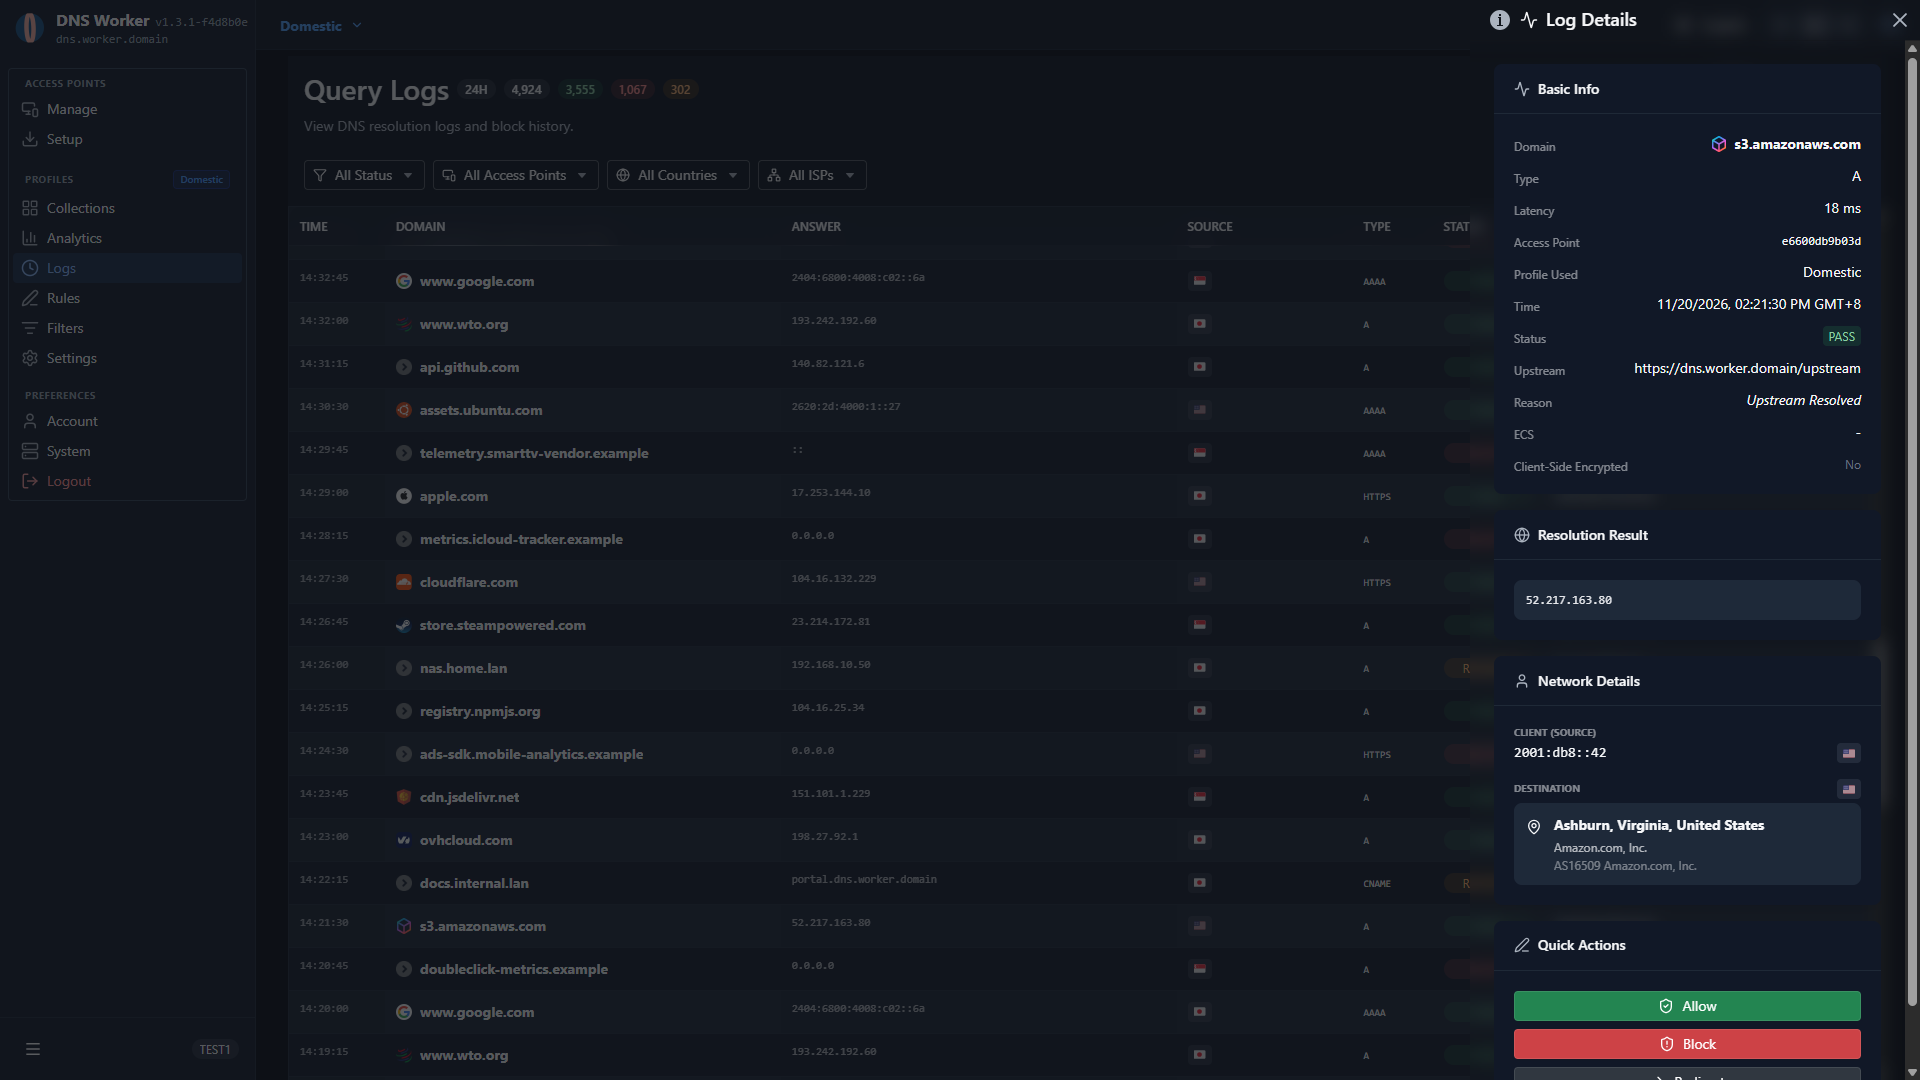 DNS Worker v1.3.1-f4d8b0e
dns.worker.domain
ACCESS POINTS
Manage
Setup
PROFILES Domestic
Collections
Analytics
Logs
Rules
Filters
Settings
PREFERENCES
Account
System
Logout
TEST1
Domestic
Query Logs 24H 4,924 3,555 1,067 302
View DNS resolution logs and block history.
All Status All Access Points All Countries All ISPs
TIME DOMAIN ANSWER SOURCE TYPE STAT
14:32:45 www.google.com 2404:6800:4008:c02::6a AAAA
14:32:00 www.wto.org 193.242.192.60 A
14:31:15 api.github.com 140.82.121.6 A
14:30:30 assets.ubuntu.com 2620:2d:4000:1::27 AAAA
14:29:45 telemetry.smarttv-vendor.example :: AAAA
14:29:00 apple.com 17.253.144.10 HTTPS
14:28:15 metrics.icloud-tracker.example 0.0.0.0 A
14:27:30 cloudflare.com 104.16.132.229 HTTPS
14:26:45 store.steampowered.com 23.214.172.81 A
14:26:00 nas.home.lan 192.168.10.50 A R
14:25:15 registry.npmjs.org 104.16.25.34 A
14:24:30 ads-sdk.mobile-analytics.example 0.0.0.0 HTTPS
14:23:45 cdn.jsdelivr.net 151.101.1.229 A
14:23:00 ovhcloud.com 198.27.92.1 A
14:22:15 docs.internal.lan portal.dns.worker.domain CNAME R
14:21:30 s3.amazonaws.com 52.217.163.80 A
14:20:45 doubleclick-metrics.example 0.0.0.0 A
14:20:00 www.google.com 2404:6800:4008:c02::6a AAAA
14:19:15 www.wto.org 193.242.192.60 A
Log Details
Basic Info
Domain s3.amazonaws.com
Type A
Latency 18 ms
Access Point e6600db9b03d
Profile Used Domestic
Time 11/20/2026, 02:21:30 PM GMT+8
Status PASS
Upstream https://dns.worker.domain/upstream
Reason Upstream Resolved
ECS -
Client-Side Encrypted No
Resolution Result
52.217.163.80
Network Details
CLIENT (SOURCE)
2001:db8::42
DESTINATION
Ashburn, Virginia, United States
Amazon.com, Inc.
AS16509 Amazon.com, Inc.
Quick Actions
Allow
Block